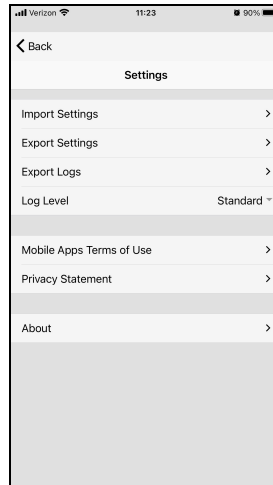 Verizon 11:23 90%
Back
Settings
Import Settings
Export Settings
Export Logs
Log Level Standard
Mobile Apps Terms of Use
Privacy Statement
About